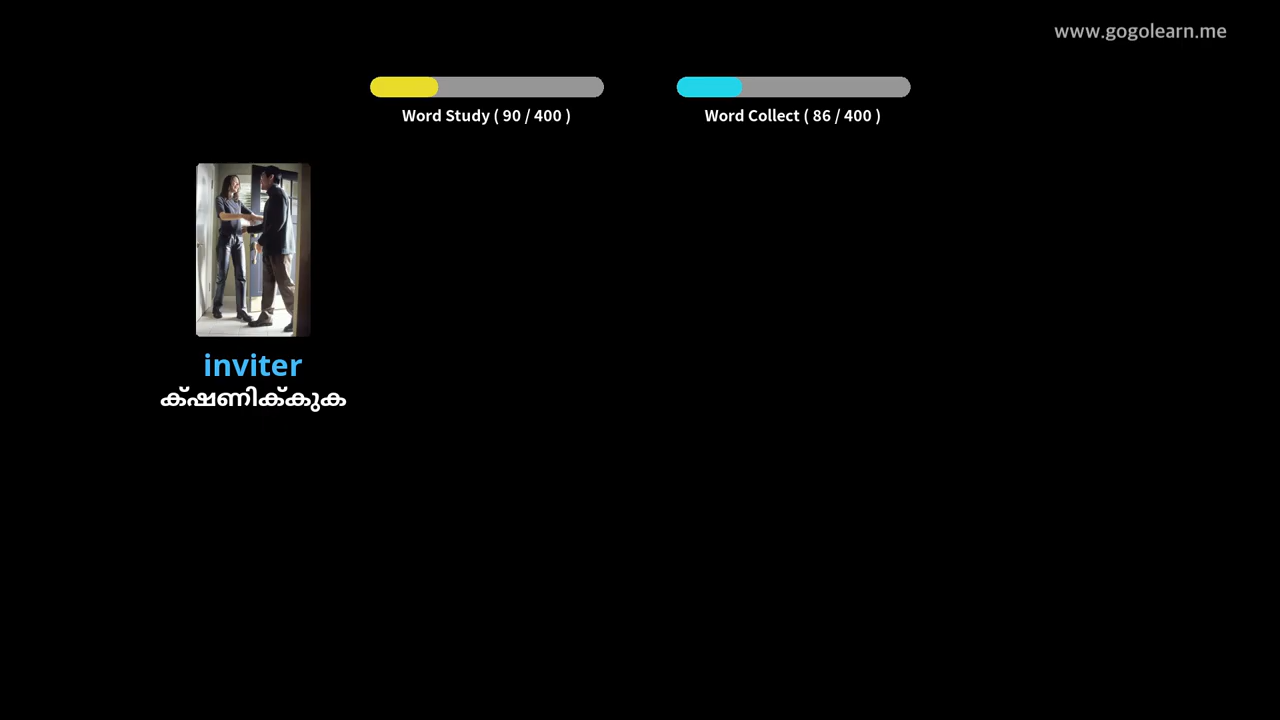 www.gogolearn.me
Word Study ( 90 / 400 )
Word Collect ( 86 / 400 )
inviter
ക്ഷണിക്കുക